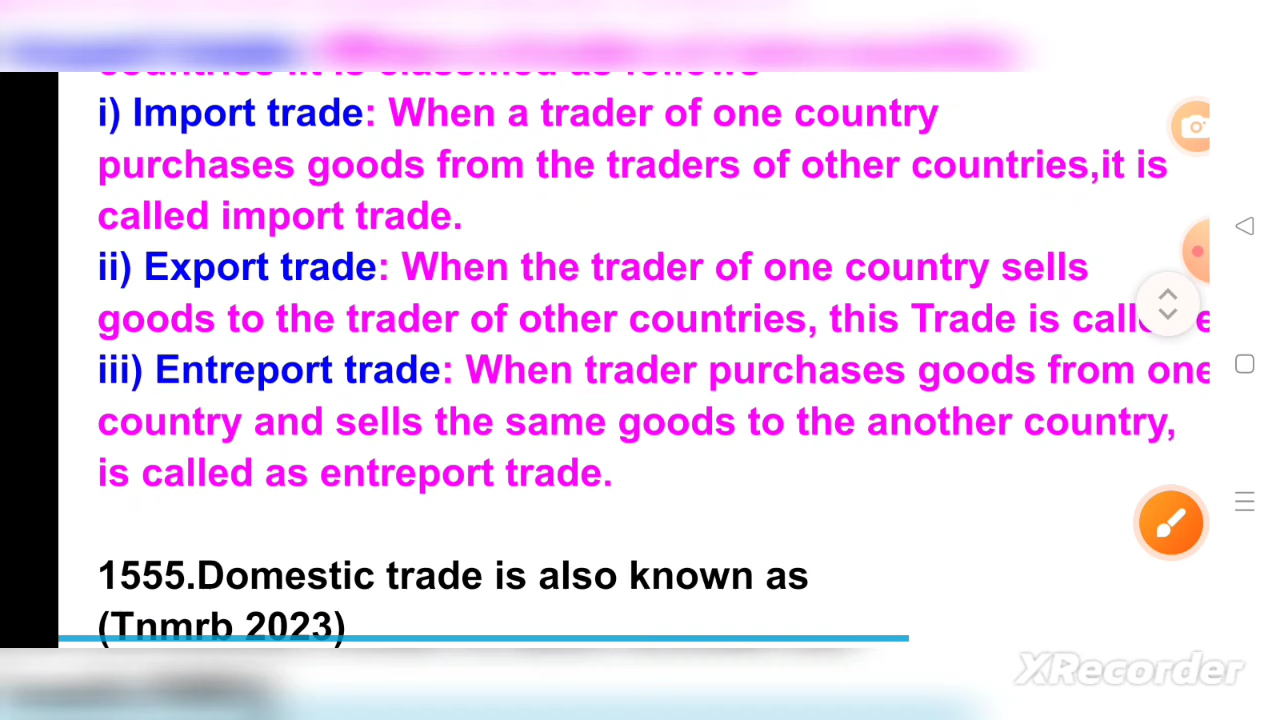 i) Import trade: When a trader of one country
purchases goods from the traders of other countries,it is
called import trade.
ii) Export trade: When the trader of one country sells
goods to the trader of other countries, this Trade is
iii) Entreport trade: When trader purchases goods from one
country and sells the same goods to the another country,
is called as entreport trade.
1555.Domestic trade is also known as
(Tnmrb 2023)
XRecorder